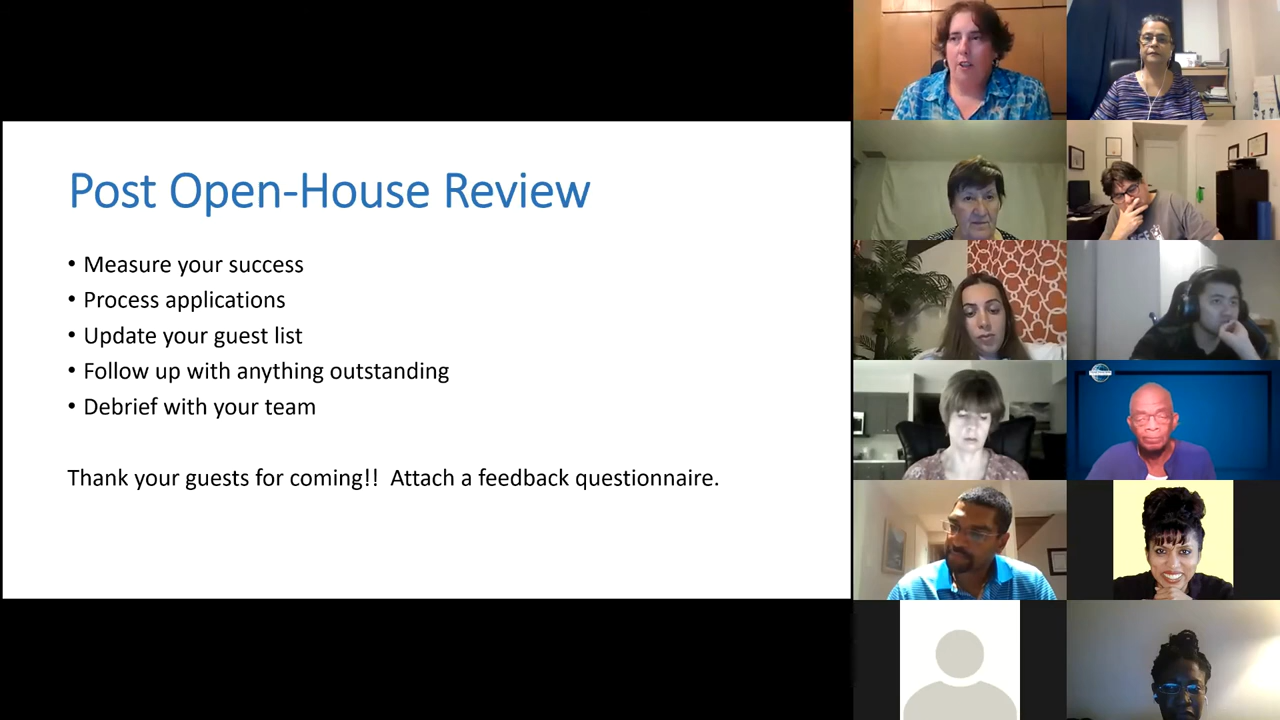 Post Open-House Review
• Measure your success
• Process applications
• Update your guest list
• Follow up with anything outstanding
• Debrief with your team
Thank your guests for coming!!  Attach a feedback questionnaire.